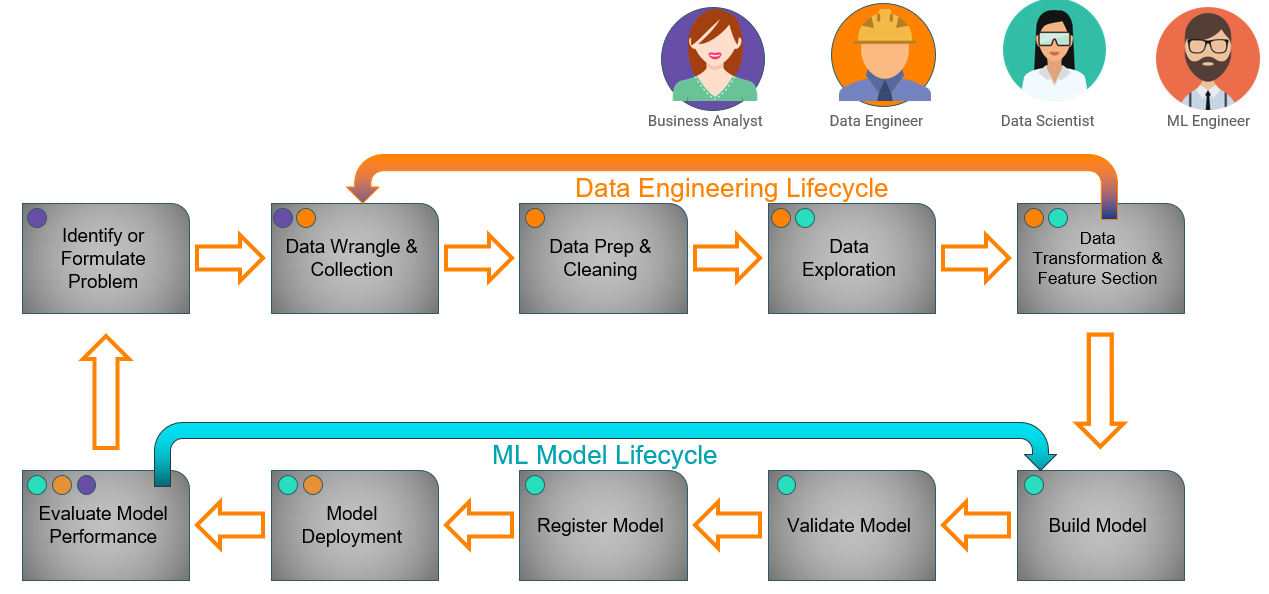 Business Analyst
Data Engineer
Data Scientist
ML Engineer
Data Engineering Lifecycle
Identify or
Formulate
Problem
Data Wrangle &
Collection
Data Prep &
Cleaning
Data
Exploration
Data
Transformation &
Feature Section
ML Model Lifecycle
Evaluate Model
Performance
Model
Deployment
Register Model
Validate Model
Build Model